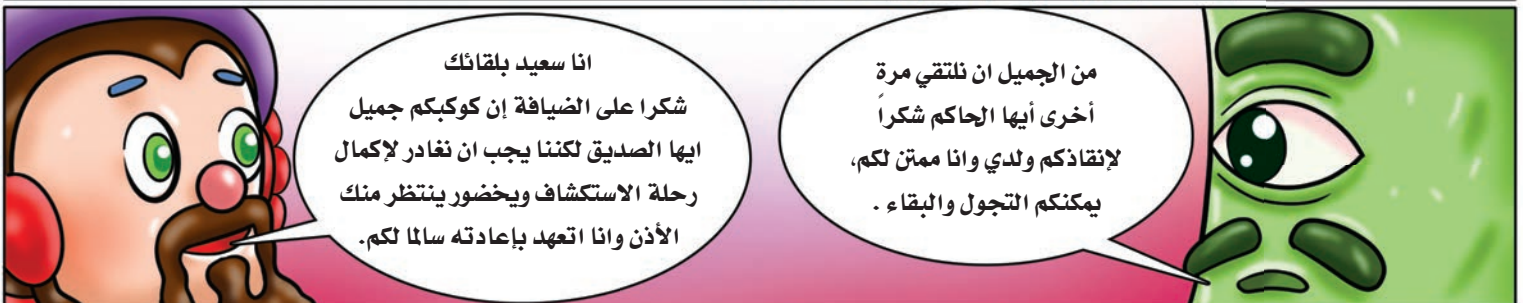 من الجميل ان نلتقي مرة
أخرى أيها الحاكم شكراً
لإنقاذكم ولدي وانا ممتن لكم،
يمكنكم التجول والبقاء .
انا سعيد بلقائك
شكرا على الضيافة إن كوكبكم جميل
ايها الصديق لكننا يجب ان نغادر لإكمال
رحلة الاستكشاف ويخضور ينتظر منك
الأذن وانا اتعهد بإعادته سالما لكم.